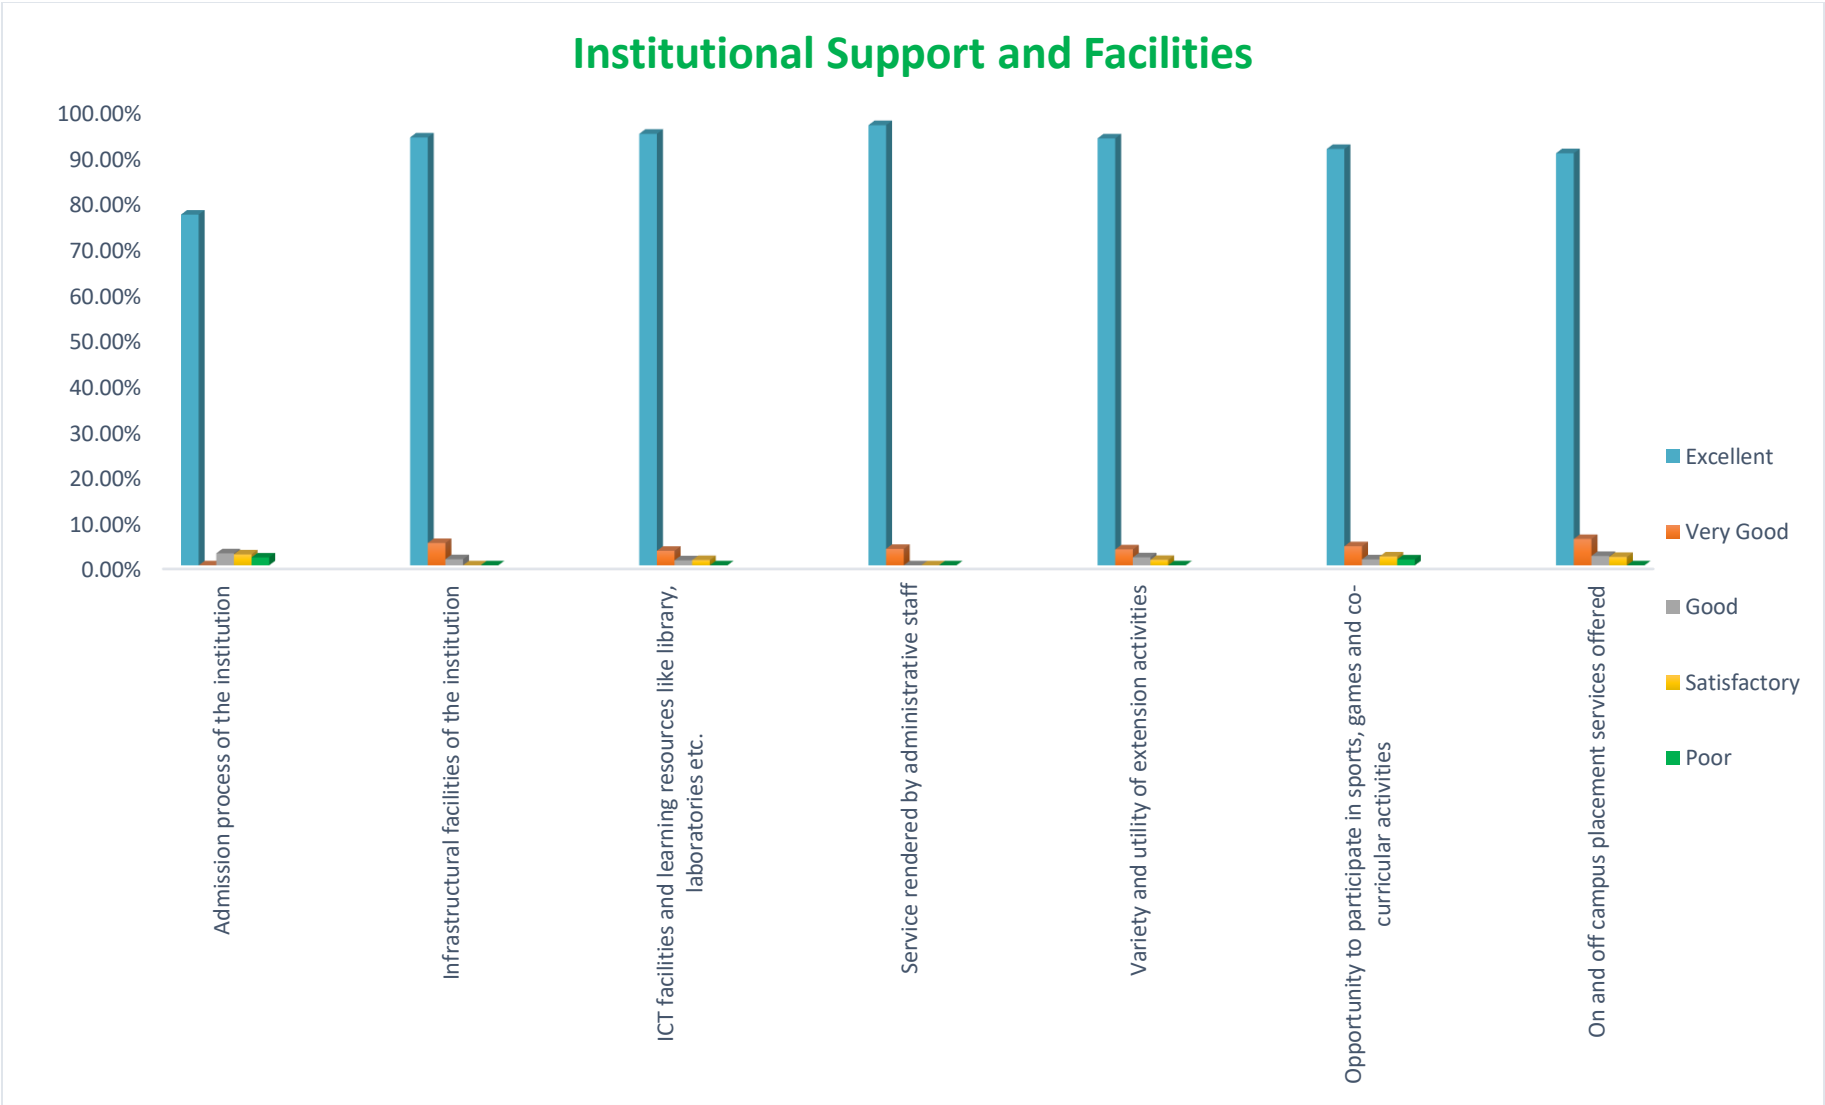 Institutional Support and Facilities
100.00%
90.00%
80.00%
70.00%
60.00%
50.00%
40.00%
30.00%
20.00%
10.00%
0.00%
Admission process of the institution
Infrastructural facilities of the institution
ICT facilities and learning resources like library,
laboratories etc.
Service rendered by administrative staff
Variety and utility of extension activities
Opportunity to participate in sports, games and co-
curricular activities
On and off campus placement services offered
Excellent
Very Good
Good
Satisfactory
Poor